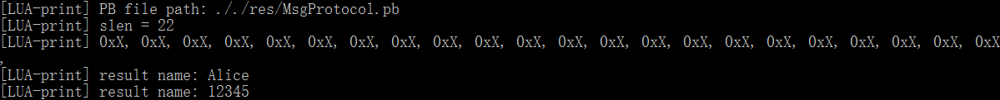 [LUA-print] PB file path: ././res/MsgProtocol.pb
[LUA-print] slen = 22
[LUA-print] 0xX, 0xX, 0xX, 0xX, 0xX, 0xX, 0xX, 0xX, 0xX, 0xX, 0xX, 0xX, 0xX, 0xX, 0xX, 0xX, 0xX, 0xX, 0xX, 0xX, 0xX, 0xX
,
[LUA-print] result name: Alice
[LUA-print] result name: 12345